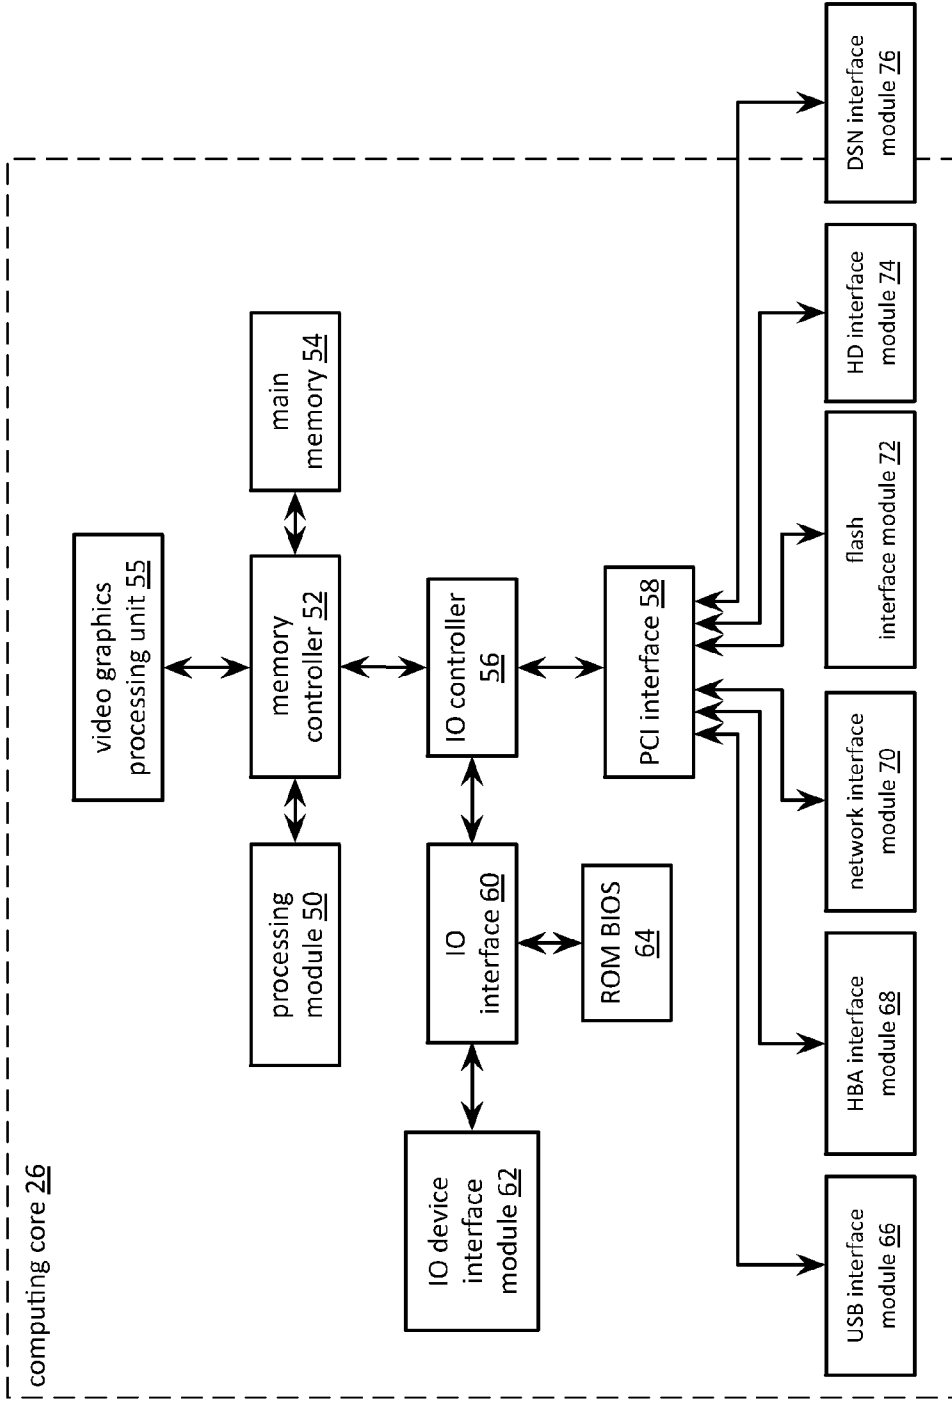 computing core 26
video graphics
processing unit 55
processing
module 50
memory
controller 52
main
memory 54
IO device
interface
module 62
IO
interface 60
IO controller
56
ROM BIOS
64
PCI interface 58
USB interface
module 66
HBA interface
module 68
network interface
module 70
flash
interface module 72
HD interface
module 74
DSN interface
module 76